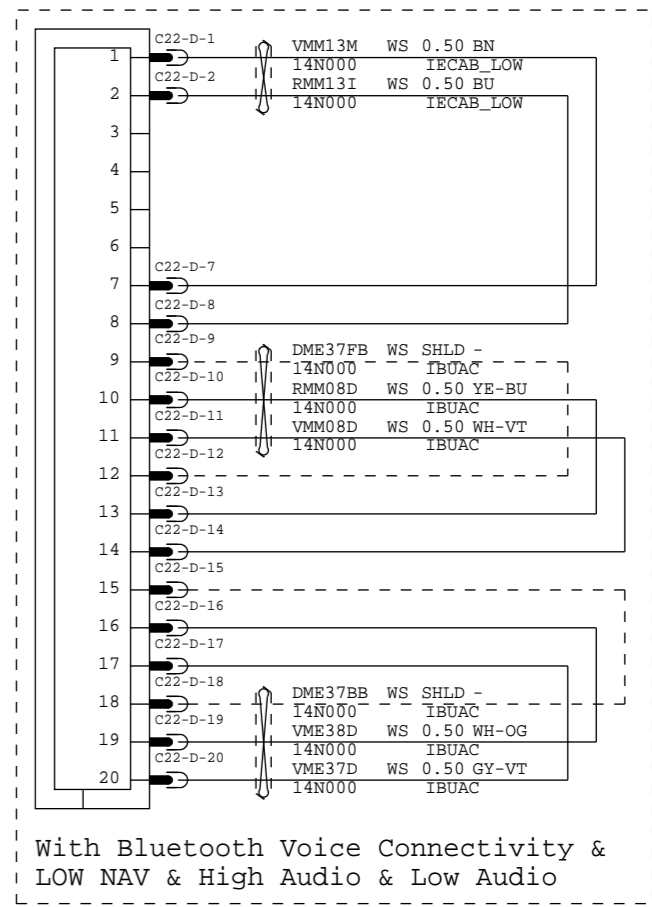 C22-D-1
1 VMM13M WS 0.50 BN
C22-D-2 14N000 IECAB_LOW
2 RMM13I WS 0.50 BU
14N000 IECAB_LOW
3
4
5
6
C22-D-7
7
C22-D-8
8
C22-D-9
9 DME37FB WS SHLD -
C22-D-10 14N000 IBUAC
10 RMM08D WS 0.50 YE-BU
C22-D-11 14N000 IBUAC
11 VMM08D WS 0.50 WH-VT
C22-D-12 14N000 IBUAC
12
C22-D-13
13
C22-D-14
14
C22-D-15
15
C22-D-16
16
C22-D-17
17
C22-D-18
18 DME37BB WS SHLD -
C22-D-19 14N000 IBUAC
19 VME38D WS 0.50 WH-OG
C22-D-20 14N000 IBUAC
20 VME37D WS 0.50 GY-VT
14N000 IBUAC
With Bluetooth Voice Connectivity &
LOW NAV & High Audio & Low Audio